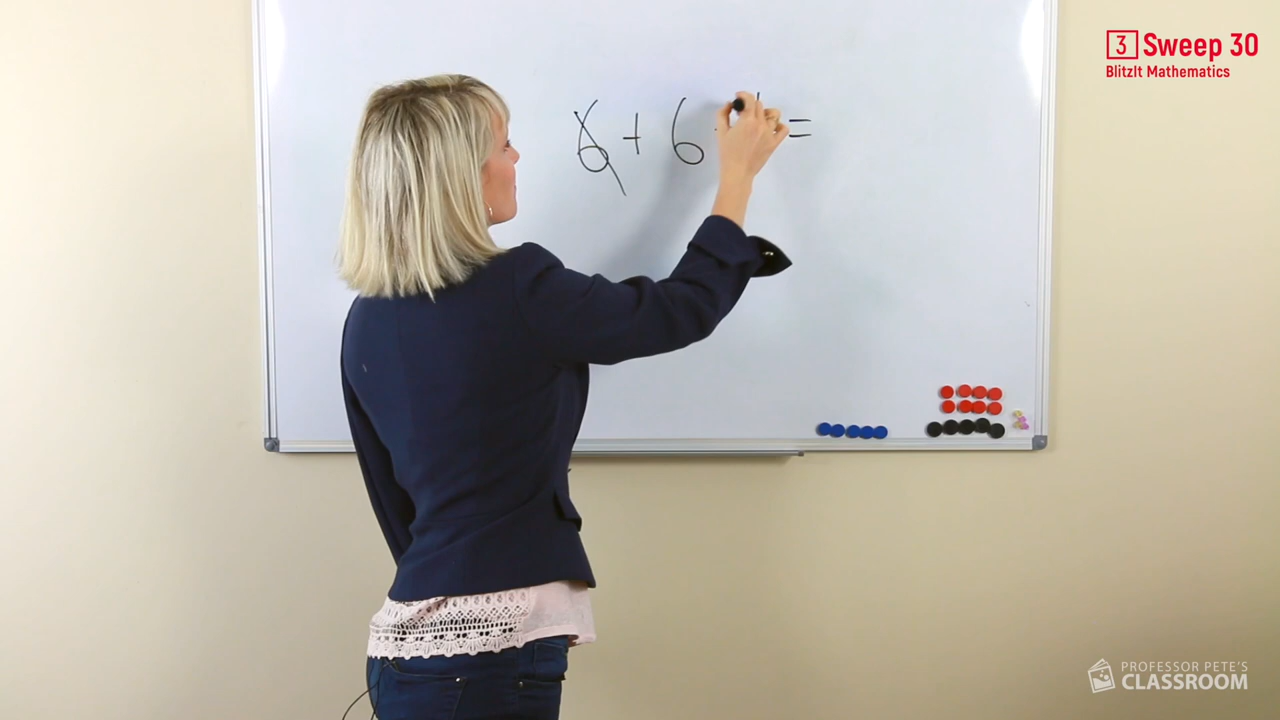 3 Sweep 30
BlitzIt Mathematics
6 + 6 =
PROFESSOR PETE'S
CLASSROOM